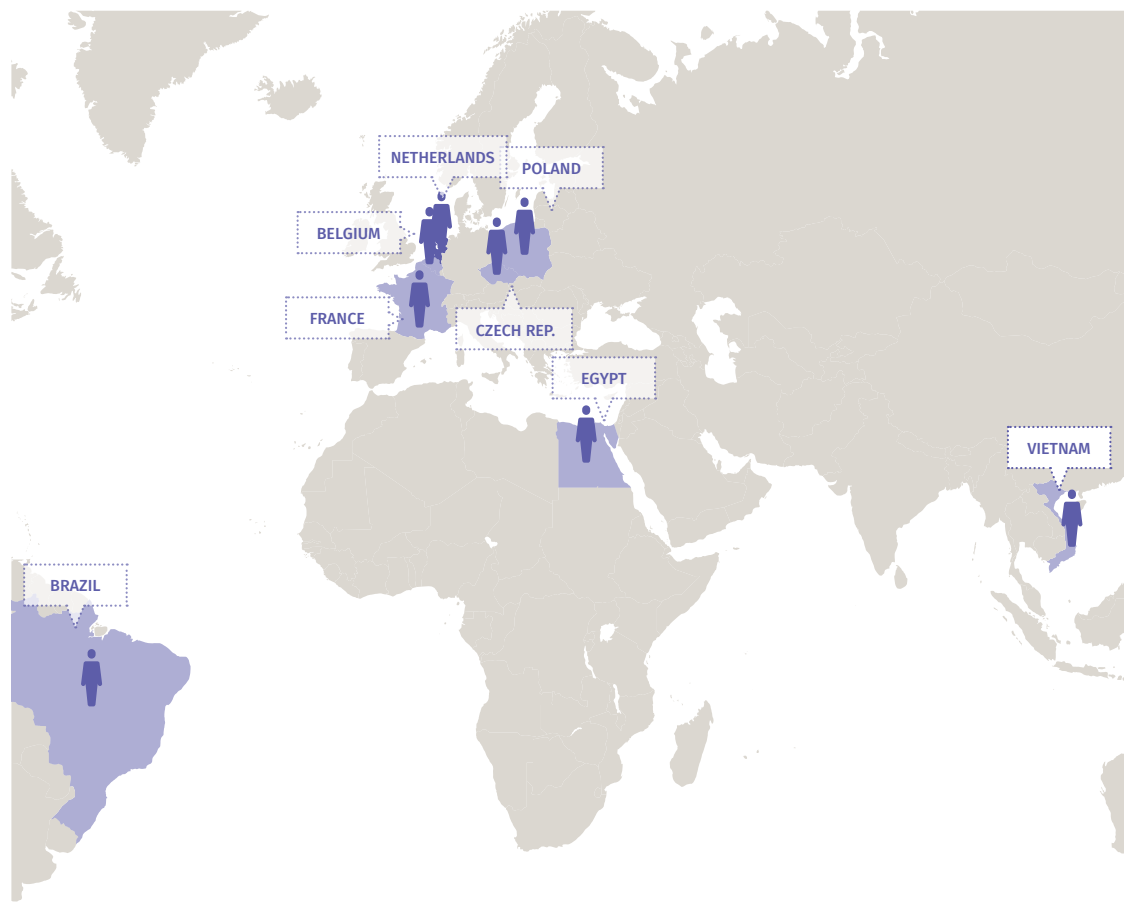 NETHERLANDS
POLAND
BELGIUM
FRANCE
CZECH REP.
EGYPT
VIETNAM
BRAZIL